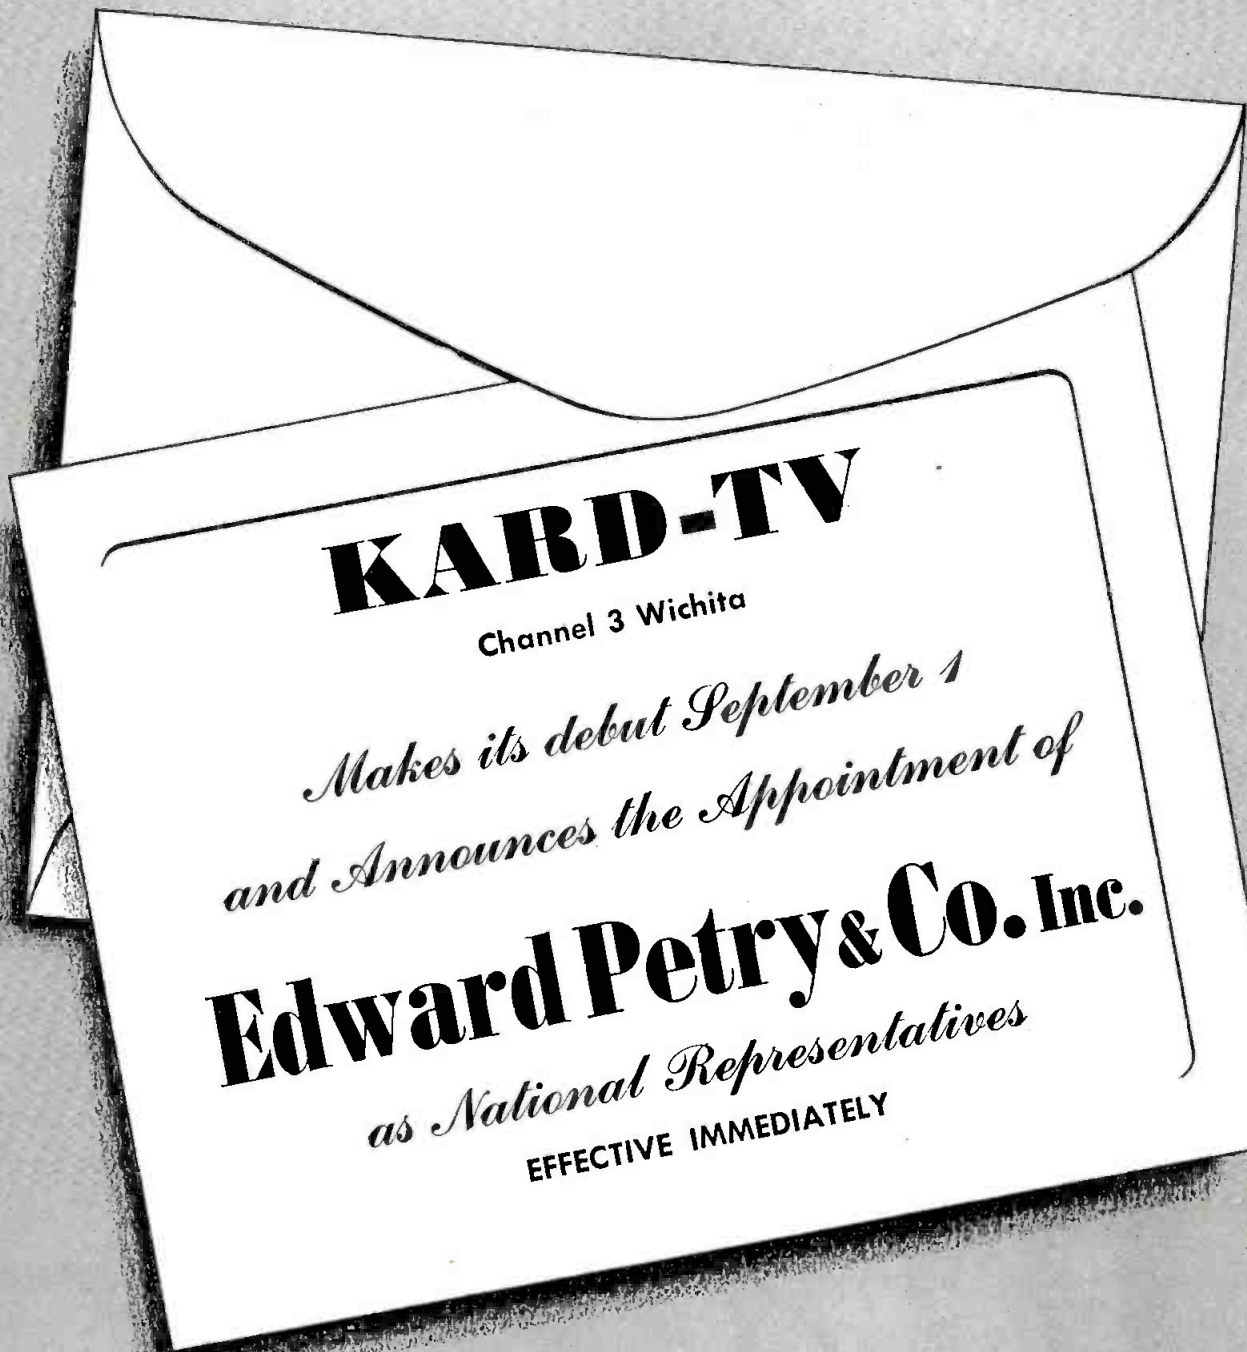 KARD-TV
Channel 3 Wichita
Makes its debut September 1
and Announces the Appointment of
Edward Petry & Co. Inc.
as National Representatives
EFFECTIVE IMMEDIATELY